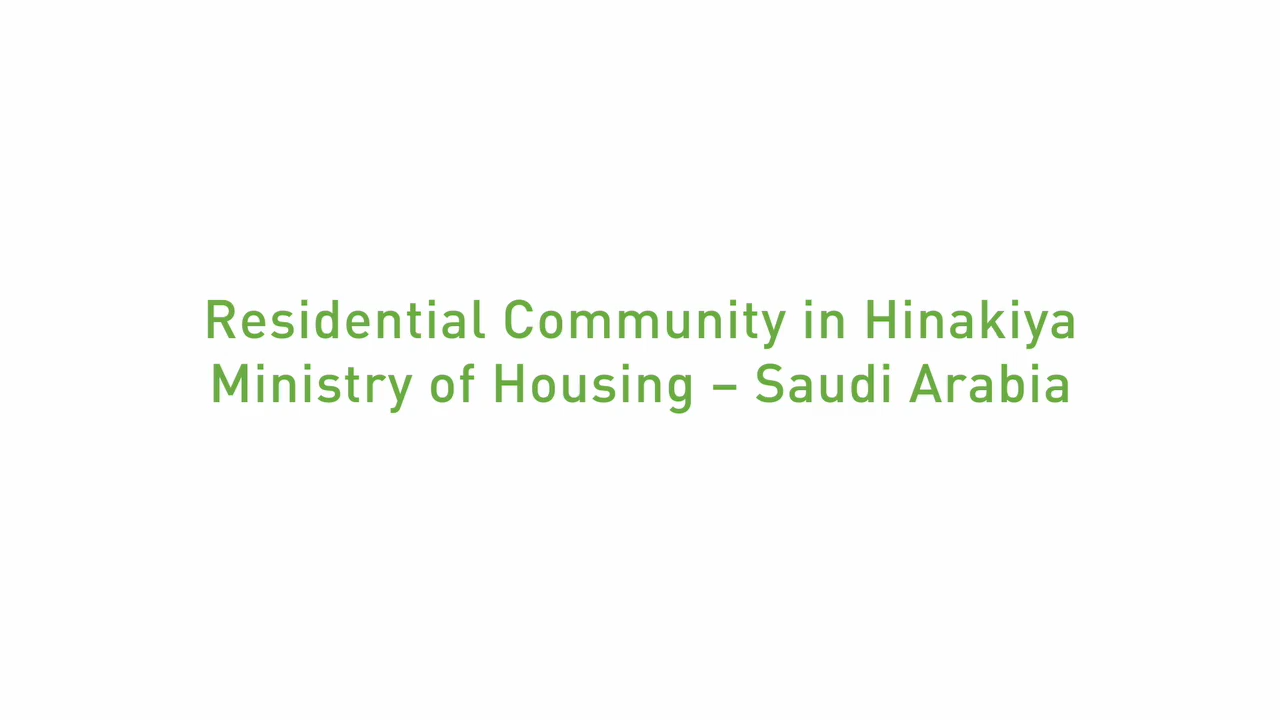 Residential Community in Hinakiya
Ministry of Housing – Saudi Arabia